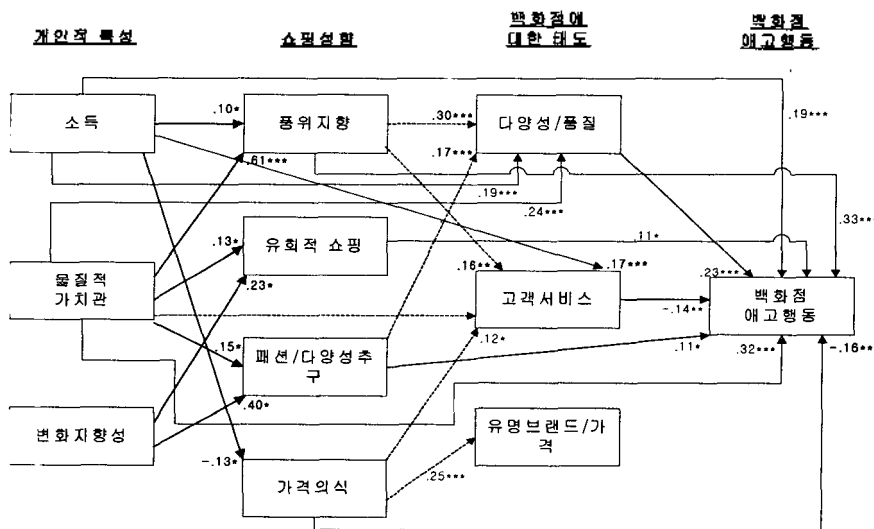 개인적 특성
쇼핑성향
백화점에
대한 태도
백화점
애고행동
소득
.10*
품위지향
.30***
다양성/품질
.19***
.17***
.61***
.19***
.24***
.33**
.13*
유희적 쇼핑
.11*
물질적
가치관
.23*
.16**
.17***
고객서비스
.23***
백화점
애고행동
-.14**
.15*
패션/다양성추
구
.12*
.11*
.32***
-.16**
.40*
변화지향성
유명브랜드/가
격
-.13*
가격의식
.25***